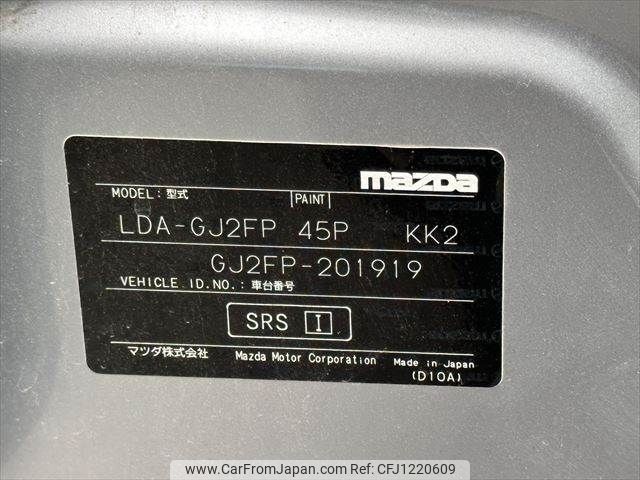 mazda
MODEL: 型式 PAINT
LDA-GJ2FP 45P KK2
GJ2FP-201919
VEHICLE ID.NO.: 車台番号
SRS I
マツダ株式会社 Mazda Motor Corporation Made in Japan
(D10A)
www.CarFromJapan.com | Car Ref No: CFJ1220609